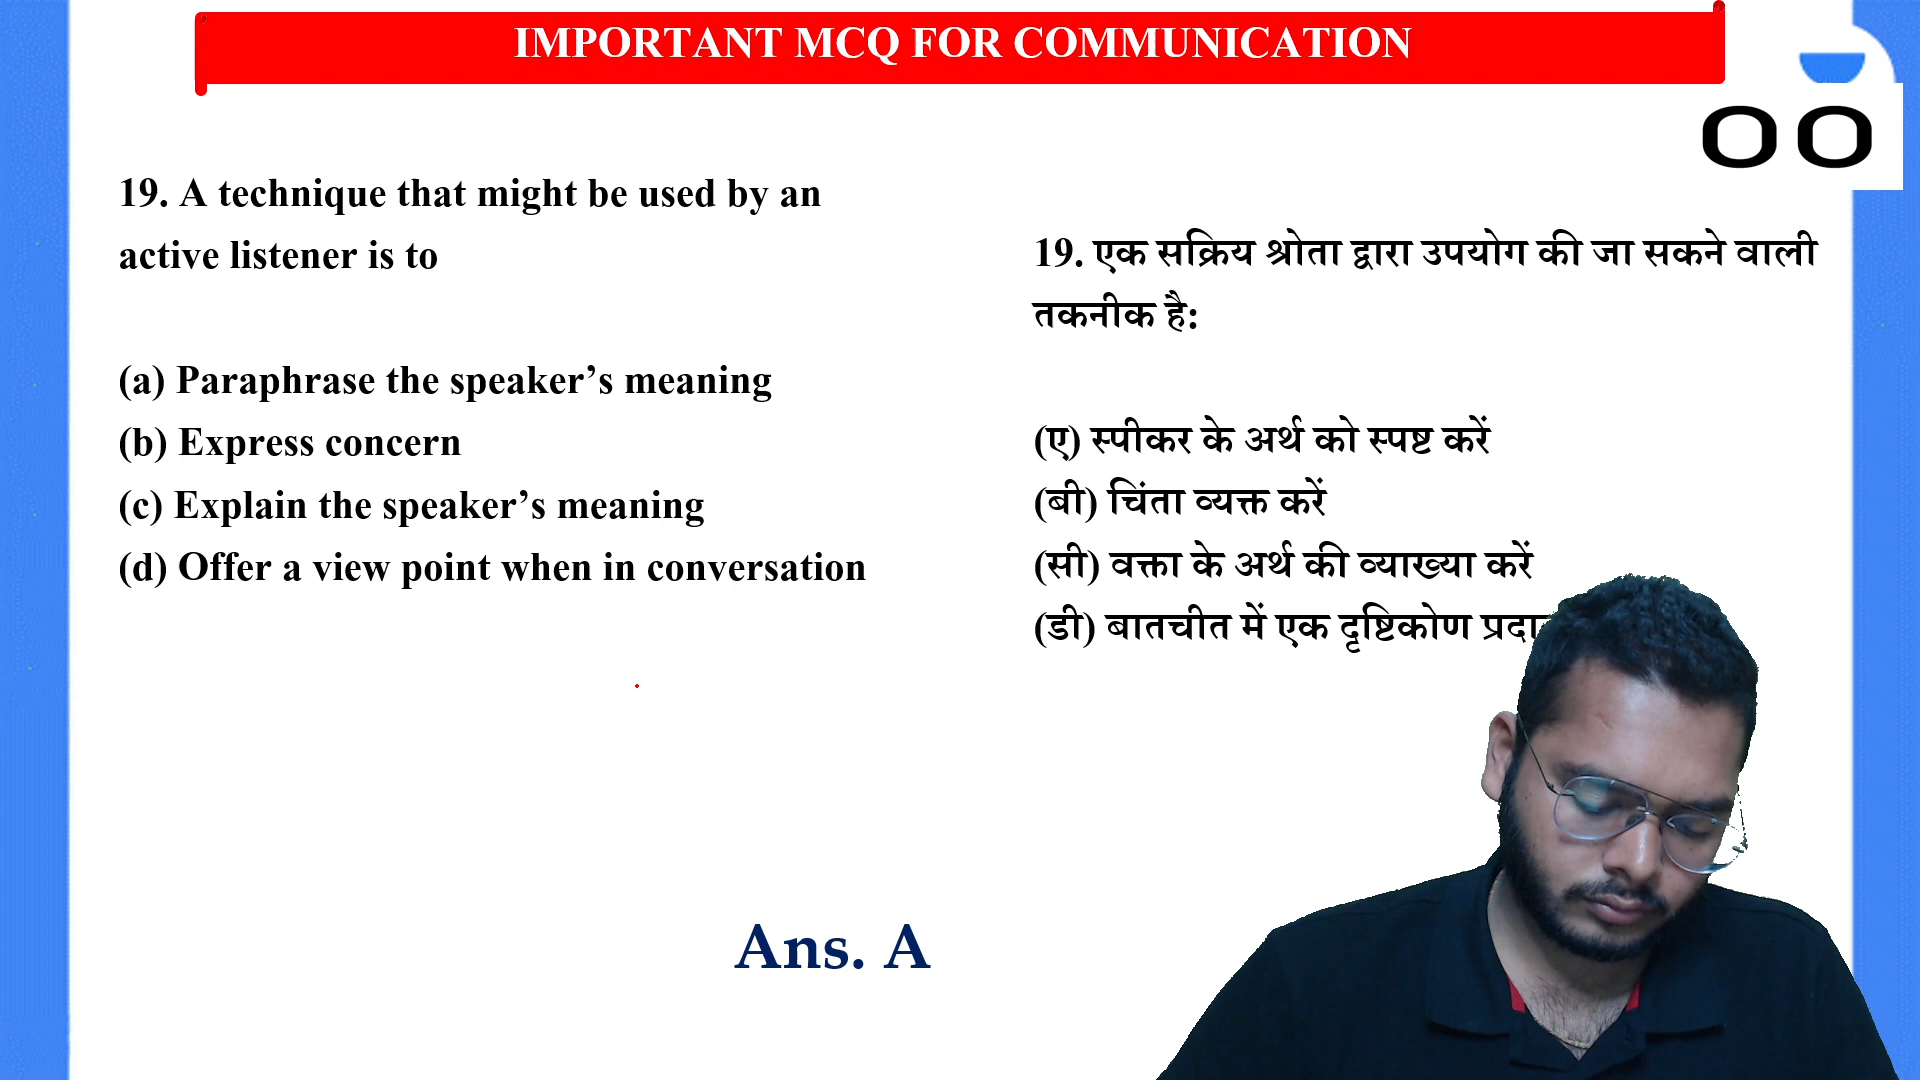 IMPORTANT MCQ FOR COMMUNICATION
19. A technique that might be used by an
active listener is to
(a) Paraphrase the speaker’s meaning
(b) Express concern
(c) Explain the speaker’s meaning
(d) Offer a view point when in conversation
19. एक सक्रिय श्रोता द्वारा उपयोग की जा सकने वाली
तकनीक है:
(ए) स्पीकर के अर्थ को स्पष्ट करें
(बी) चिंता व्यक्त करें
(सी) वक्ता के अर्थ की व्याख्या करें
(डी) बातचीत में एक दृष्टिकोण
Ans. A